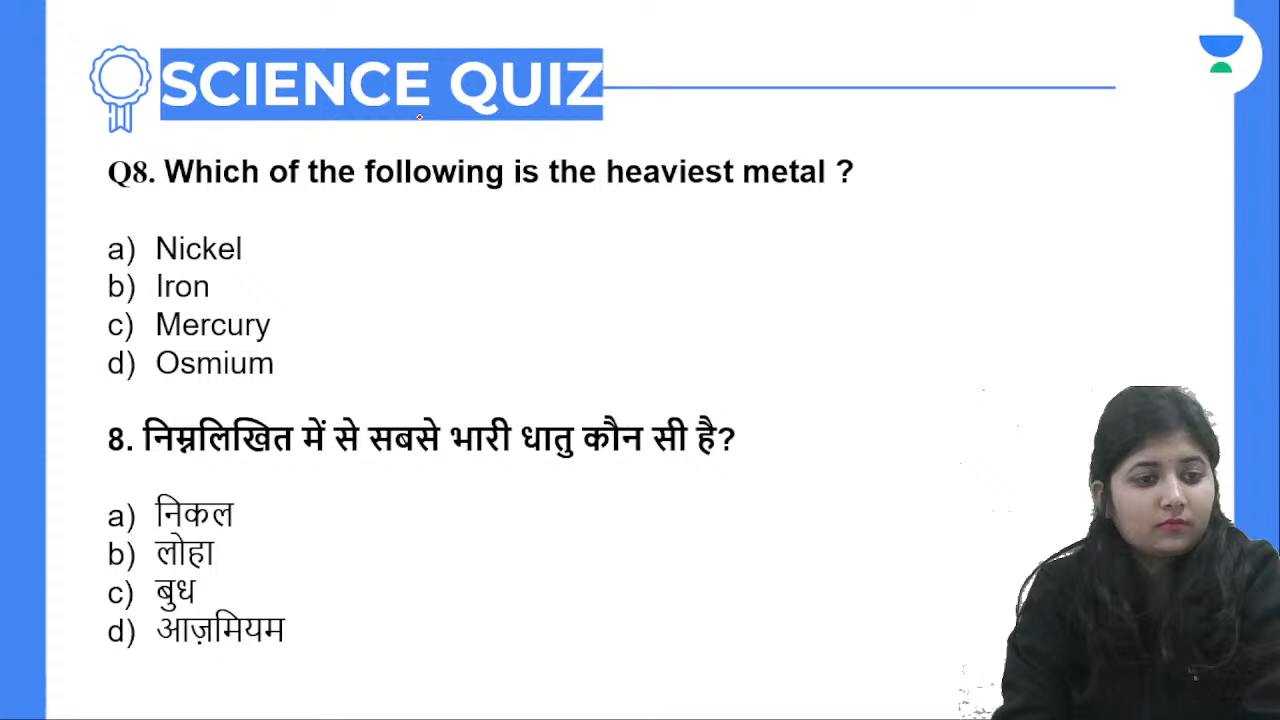 SCIENCE QUIZ
Q8. Which of the following is the heaviest metal ?
a) Nickel
b) Iron
c) Mercury
d) Osmium
8. निम्नलिखित में से सबसे भारी धातु कौन सी है?
a) निकल
b) लोहा
c) बुध
d) आज़मियम